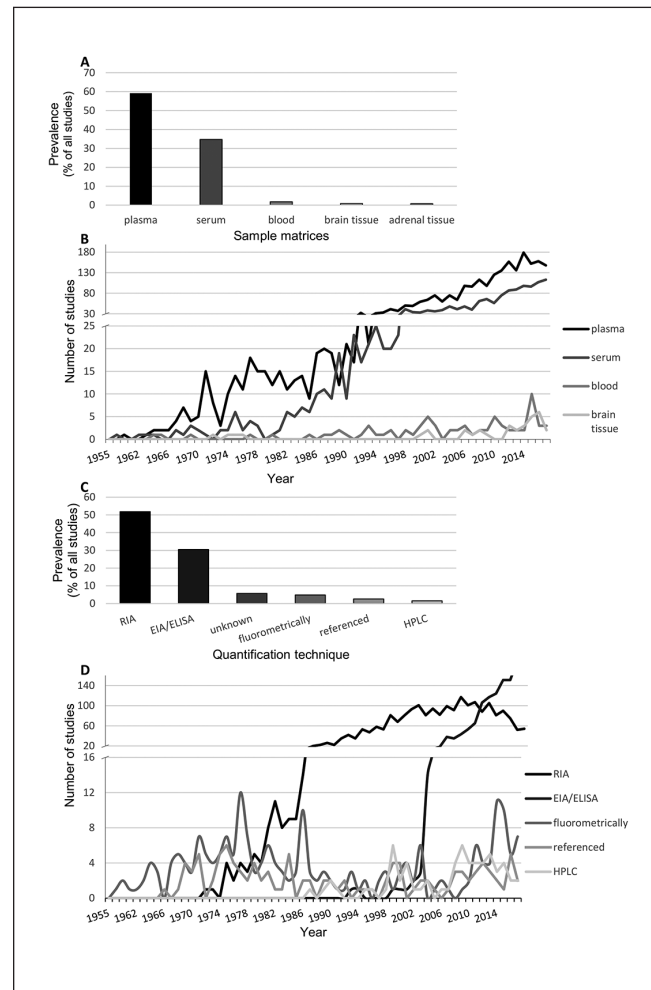 A
Prevalence
(% of all studies)
70
60
50
40
30
20
10
0
plasma serum blood brain tissue adrenal tissue
Sample matrices
B
Number of studies
180
130
80
30
25
20
15
10
5
0
1955 1962 1966 1970 1974 1978 1982 1986 1990 1994 1998 2002 2006 2010 2014
Year
plasma
serum
blood
brain
tissue
C
Prevalence
(% of all studies)
60
50
40
30
20
10
0
RIA EIA/ELISA unknown fluorometrically referenced HPLC
Quantification technique
D
Number of studies
140
100
60
20
16
12
8
4
0
1955 1962 1966 1970 1974 1978 1982 1986 1990 1994 1998 2002 2006 2010 2014
Year
RIA
EIA/ELISA
fluorometrically
referenced
HPLC